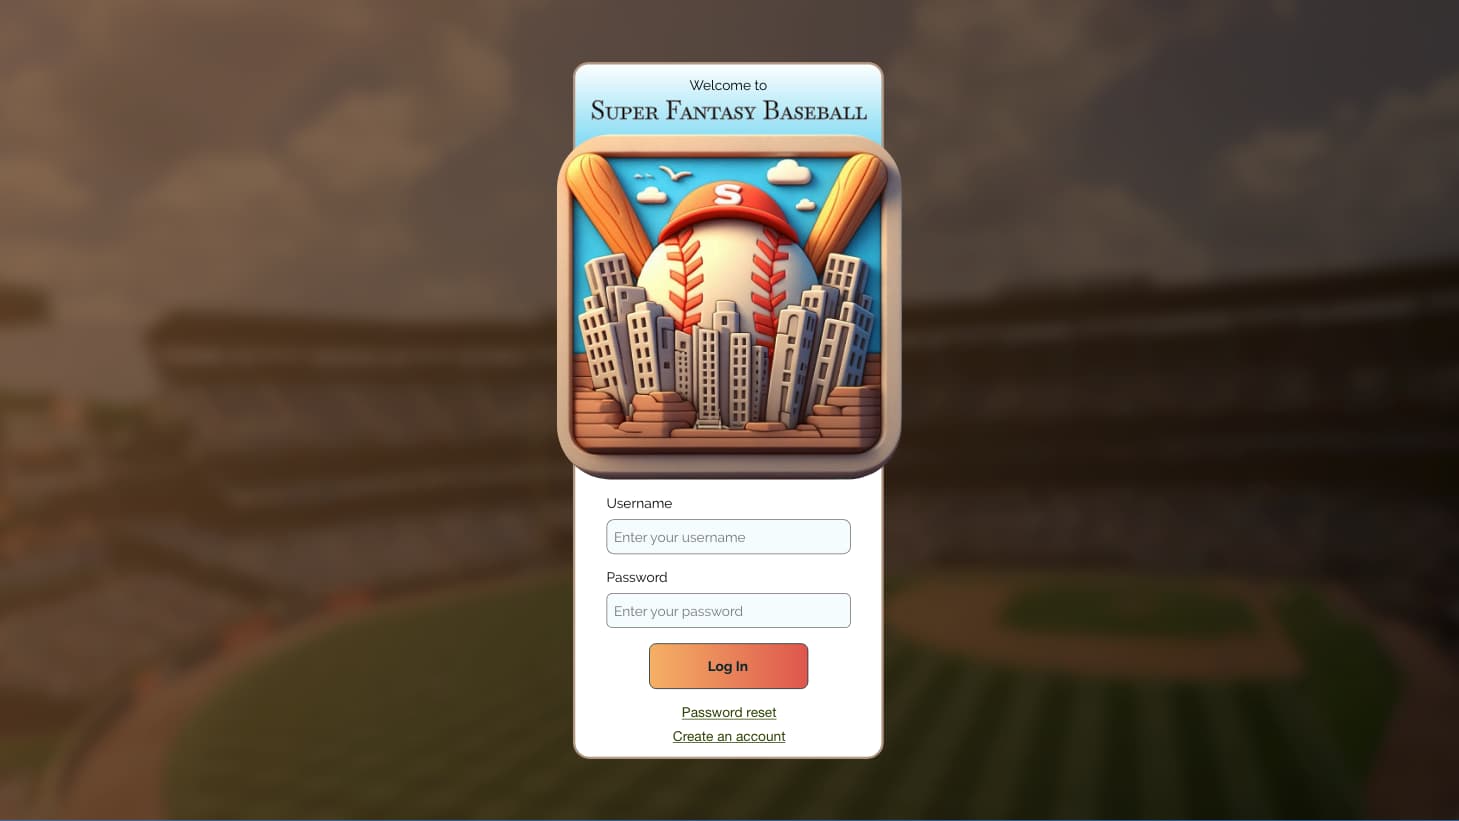 Welcome to
Super Fantasy Baseball
S
Username
Enter your username
Password
Enter your password
Log In
Password reset
Create an account